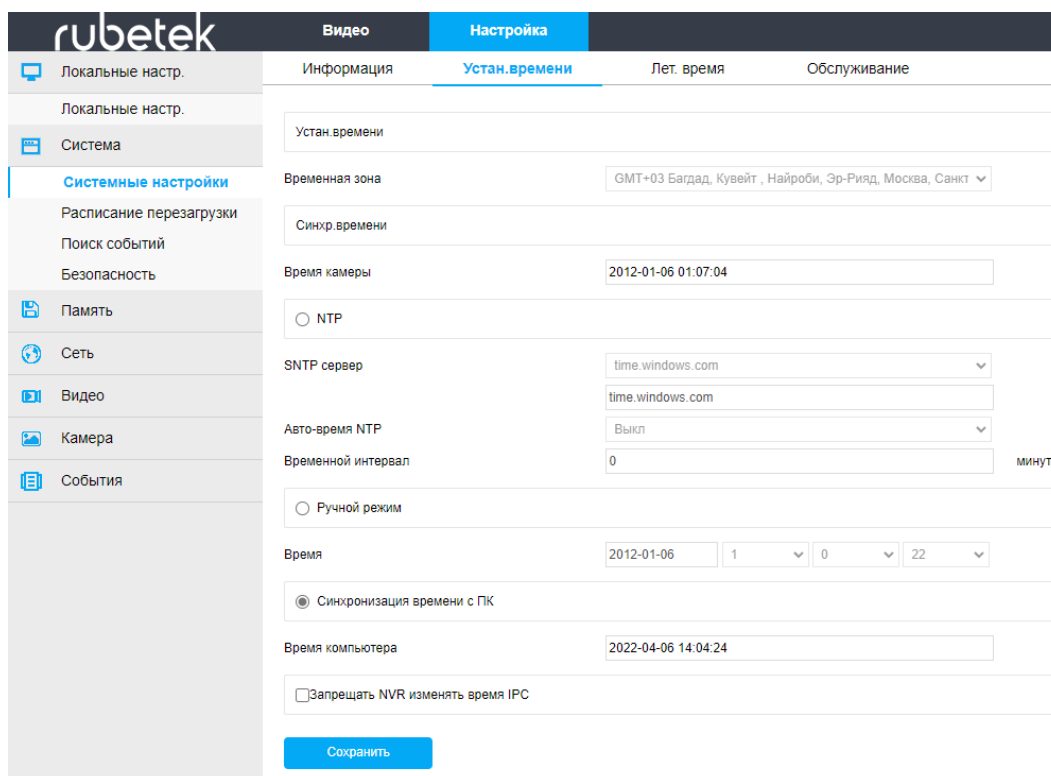 rubetek
Видео
Настройка
Локальные настр.
Информация
Устан.времени
Лет. время
Обслуживание
Локальные настр.
Система
Системные настройки
Расписание перезагрузки
Поиск событий
Безопасность
Память
Сеть
Видео
Камера
События
Устан.времени
Временная зона
GMT+03 Багдад, Кувейт , Найроби, Эр-Рияд, Москва, Санкт
Синхр.времени
Время камеры
2012-01-06 01:07:04
NTP
SNTP сервер
time.windows.com
time.windows.com
Авто-время NTP
Выкл
Временной интервал
0
минут
Ручной режим
Время
2012-01-06
1
0
22
Синхронизация времени с ПК
Время компьютера
2022-04-06 14:04:24
Запрещать NVR изменять время IPC
Сохранить